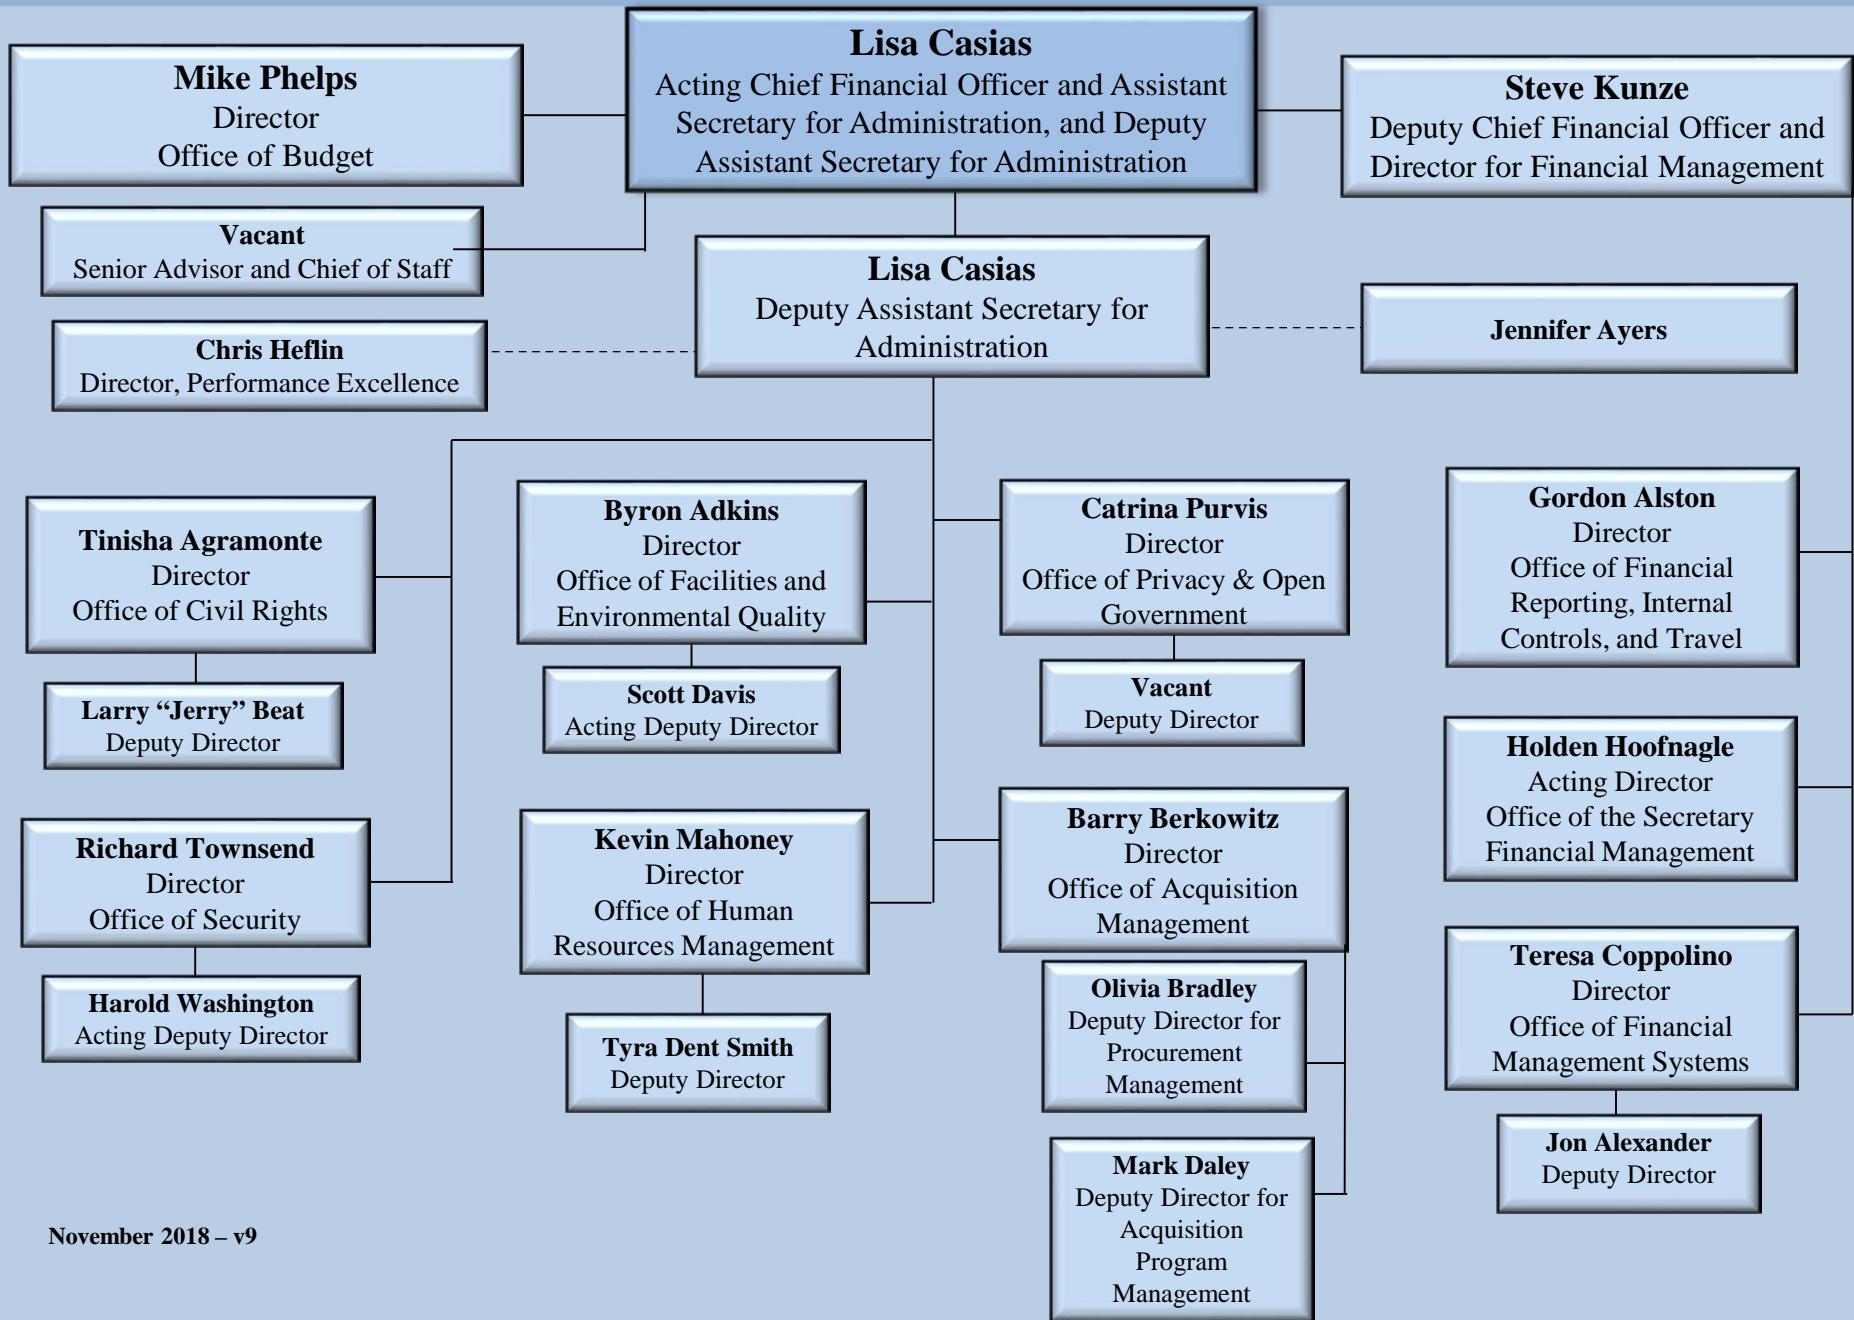 Mike Phelps
Director
Office of Budget
Lisa Casias
Acting Chief Financial Officer and Assistant
Secretary for Administration, and Deputy
Assistant Secretary for Administration
Steve Kunze
Deputy Chief Financial Officer and
Director for Financial Management
Vacant
Senior Advisor and Chief of Staff
Lisa Casias
Deputy Assistant Secretary for
Administration
Chris Heflin
Director, Performance Excellence
Jennifer Ayers
Tinisha Agramonte
Director
Office of Civil Rights
Larry “Jerry” Beat
Deputy Director
Byron Adkins
Director
Office of Facilities and
Environmental Quality
Scott Davis
Acting Deputy Director
Catrina Purvis
Director
Office of Privacy & Open
Government
Vacant
Deputy Director
Gordon Alston
Director
Office of Financial
Reporting, Internal
Controls, and Travel
Richard Townsend
Director
Office of Security
Harold Washington
Acting Deputy Director
Kevin Mahoney
Director
Office of Human
Resources Management
Tyra Dent Smith
Deputy Director
Barry Berkowitz
Director
Office of Acquisition
Management
Olivia Bradley
Deputy Director for
Procurement
Management
Mark Daley
Deputy Director for
Acquisition
Program
Management
Holden Hoofnagle
Acting Director
Office of the Secretary
Financial Management
Teresa Coppolino
Director
Office of Financial
Management Systems
Jon Alexander
Deputy Director
November 2018 – v9